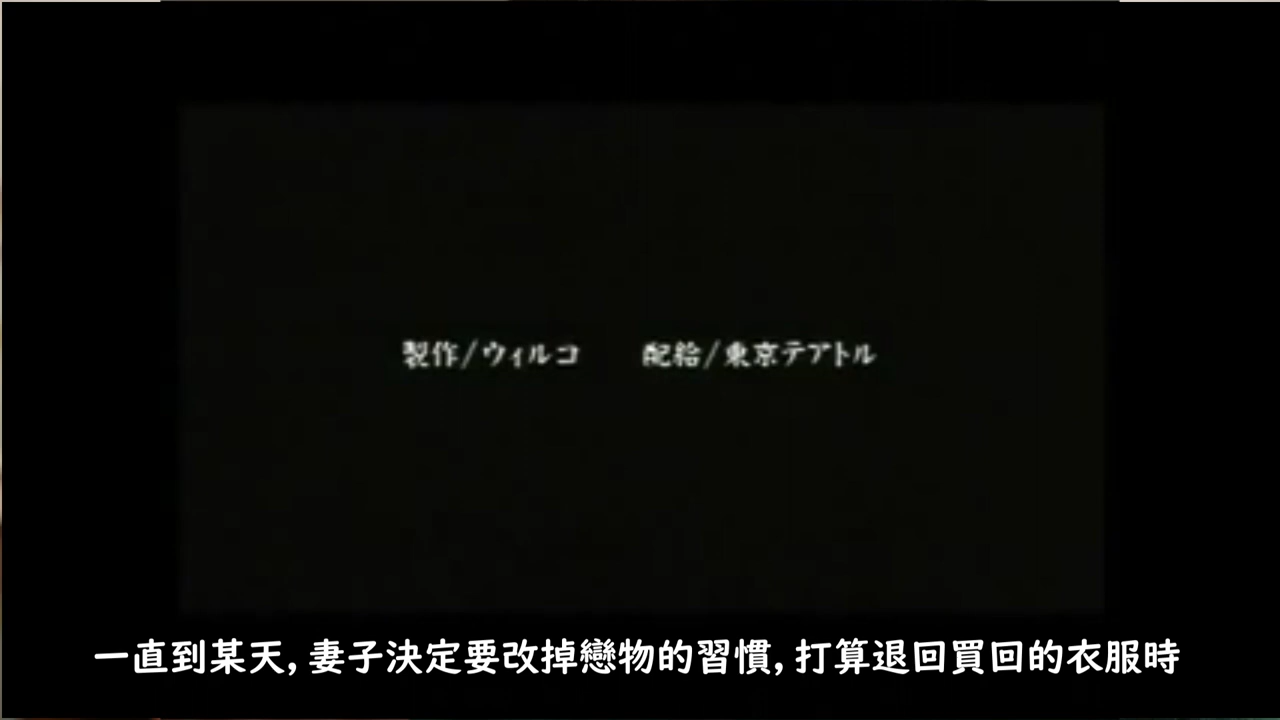 製作/ウィルコ 配給/東京テアトル
一直到某天,妻子決定要改掉戀物的習慣,打算退回買回的衣服時